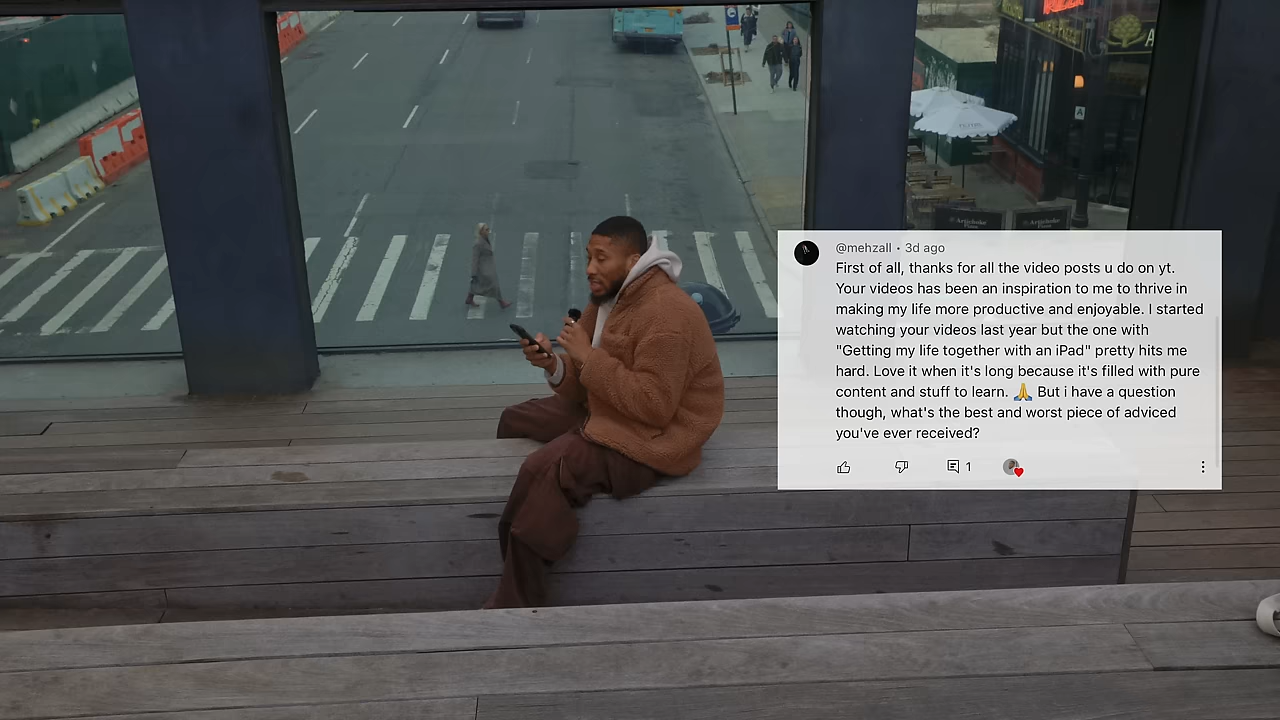 @mehzall • 3d ago
First of all, thanks for all the video posts u do on yt.
Your videos has been an inspiration to me to thrive in
making my life more productive and enjoyable. I started
watching your videos last year but the one with
"Getting my life together with an iPad" pretty hits me
hard. Love it when it's long because it's filled with pure
content and stuff to learn. 🙏 But i have a question
though, what's the best and worst piece of adviced
you've ever received?
1
A
Artichoke